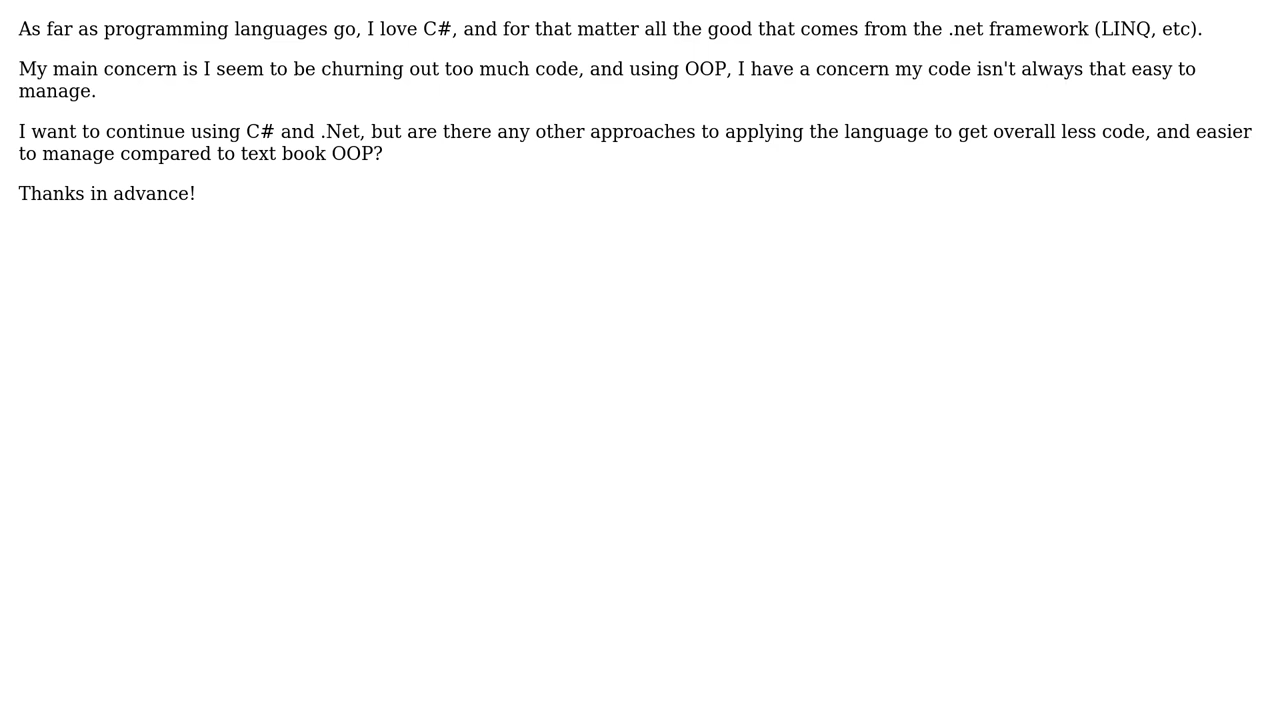 As far as programming languages go, I love C#, and for that matter all the good that comes from the .net framework (LINQ, etc).
My main concern is I seem to be churning out too much code, and using OOP, I have a concern my code isn't always that easy to
manage.
I want to continue using C# and .Net, but are there any other approaches to applying the language to get overall less code, and easier
to manage compared to text book OOP?
Thanks in advance!